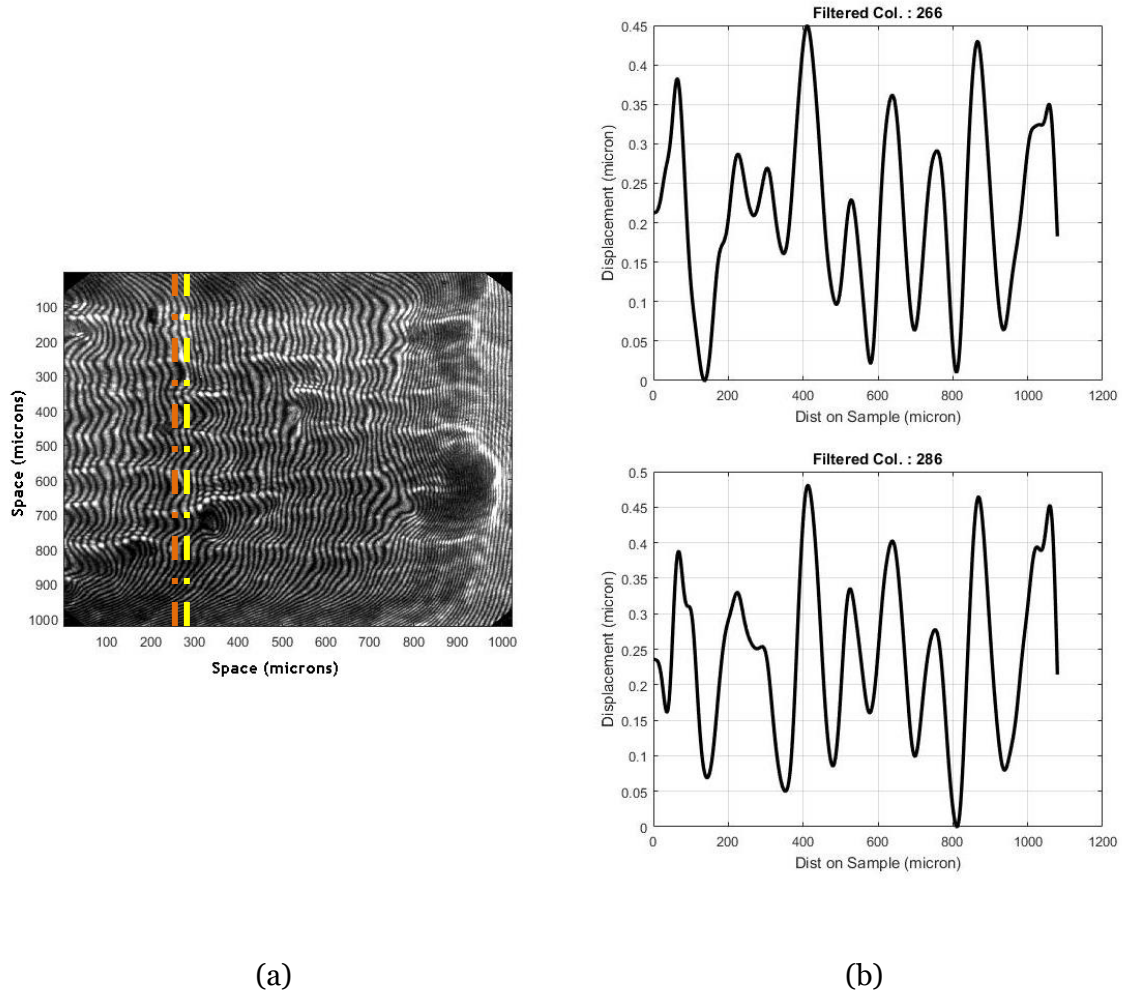 100
200
300
400
500
600
700
800
900
1000
Space (microns)
100 200 300 400 500 600 700 800 900 1000
Space (microns)
Filtered Col. : 266
0.45
0.4
0.35
0.3
0.25
0.2
0.15
0.1
0.05
0
Displacement (micron)
0 200 400 600 800 1000 1200
Dist on Sample (micron)
Filtered Col. : 286
0.5
0.45
0.4
0.35
0.3
0.25
0.2
0.15
0.1
0.05
0
Displacement (micron)
0 200 400 600 800 1000 1200
Dist on Sample (micron)
(a) (b)